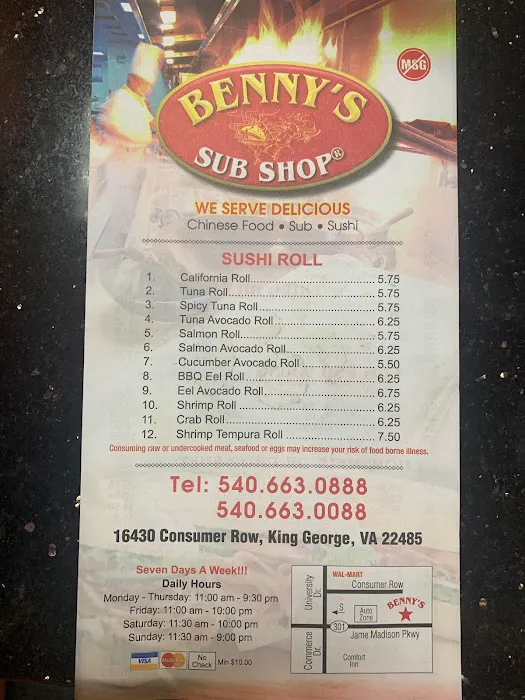 MSG
BENNY'S
SUB SHOP®
WE SERVE DELICIOUS
Chinese Food • Sub • Sushi
SUSHI ROLL
1. California Roll.......................................... 5.75
2. Tuna Roll................................................ 5.75
3. Spicy Tuna Roll...................................... 5.75
4. Tuna Avocado Roll ................................ 6.25
5. Salmon Roll............................................ 5.75
6. Salmon Avocado Roll............................. 6.25
7. Cucumber Avocado Roll ........................ 5.50
8. BBQ Eel Roll.......................................... 6.25
9. Eel Avocado Roll.................................... 6.75
10. Shrimp Roll ............................................ 6.25
11. Crab Roll................................................ 6.25
12. Shrimp Tempura Roll ............................. 7.50
Consuming raw or undercooked meat, seafood or eggs may increase your risk of food borne illness.
Tel: 540.663.0888
540.663.0088
16430 Consumer Row, King George, VA 22485
Seven Days A Week!!!
Daily Hours
Monday - Thursday: 11:00 am - 9:30 pm
Friday: 11:00 am - 10:00 pm
Saturday: 11:30 am - 10:00 pm
Sunday: 11:30 am - 9:00 pm
VISA
MasterCard
No
Check
Min $10.00
WAL-MART
Consumer Row
University
Dr.
S
Auto
Zone
BENNY'S
301
Jame Madison Pkwy
Commerce
Dr.
Comfort
Inn